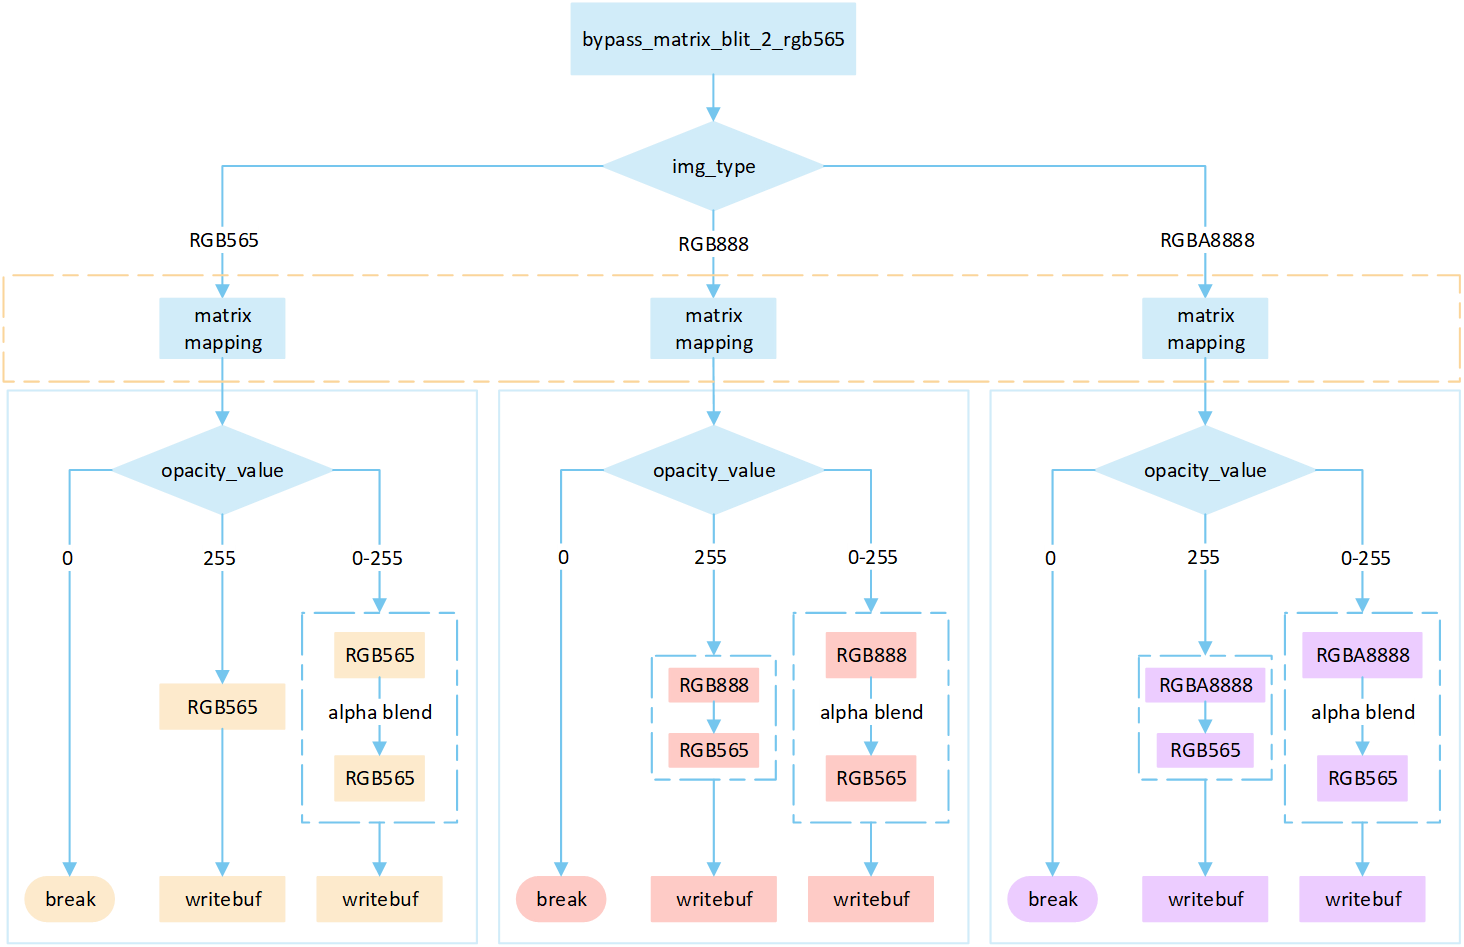 bypass_matrix_blit_2_rgb565
img_type
RGB565
RGB888
RGBA8888
matrix
mapping
matrix
mapping
matrix
mapping
opacity_value
0
255
0-255
RGB565
RGB565
alpha blend
RGB565
break
writebuf
writebuf
opacity_value
0
255
0-255
RGB888
RGB565
RGB888
alpha blend
RGB565
break
writebuf
writebuf
opacity_value
0
255
0-255
RGBA8888
RGB565
RGBA8888
alpha blend
RGB565
break
writebuf
writebuf